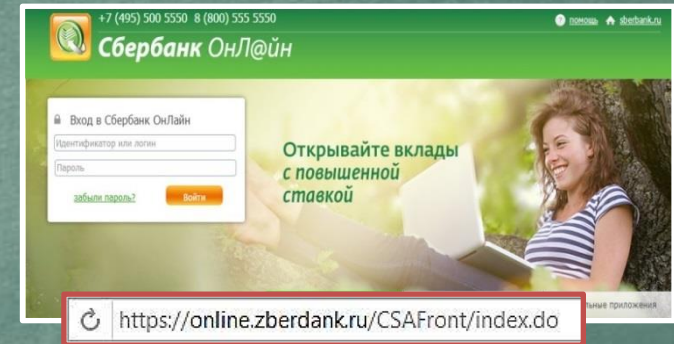 +7 (495) 500 5550 8 (800) 555 5550
помощь sberbank.ru
Сбербанк ОнЛ@йн
Вход в Сбербанк ОнЛайн
Идентификатор или логин
Пароль
забыли пароль? Войти
Открывайте вклады
с повышенной
ставкой
приложения
https://online.zberdank.ru/CSAFront/index.do